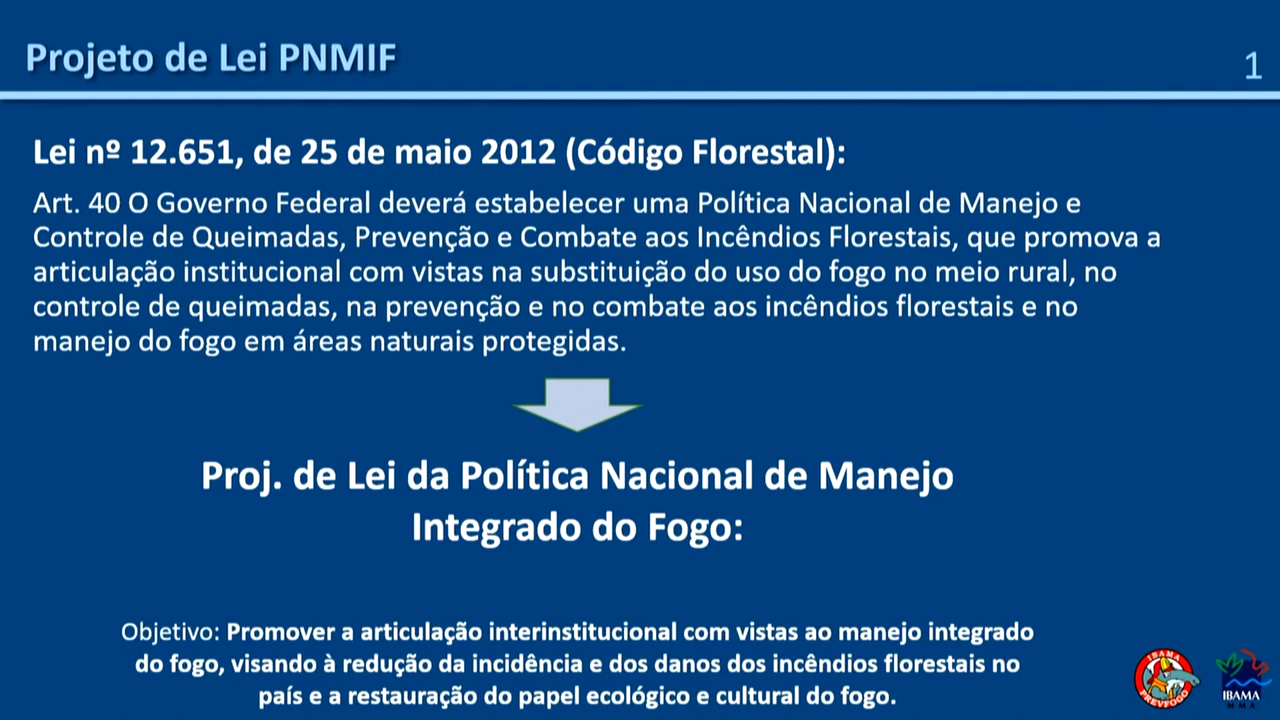 Projeto de Lei PNMIF
1
Lei nº 12.651, de 25 de maio 2012 (Código Florestal):
Art. 40 O Governo Federal deverá estabelecer uma Política Nacional de Manejo e
Controle de Queimadas, Prevenção e Combate aos Incêndios Florestais, que promova a
articulação institucional com vistas na substituição do uso do fogo no meio rural, no
controle de queimadas, na prevenção e no combate aos incêndios florestais e no
manejo do fogo em áreas naturais protegidas.
Proj. de Lei da Política Nacional de Manejo
Integrado do Fogo:
Objetivo: Promover a articulação interinstitucional com vistas ao manejo integrado
do fogo, visando à redução da incidência e dos danos dos incêndios florestais no
país e a restauração do papel ecológico e cultural do fogo.
IBAMA
PREVFOGO
IBAMA
MMA